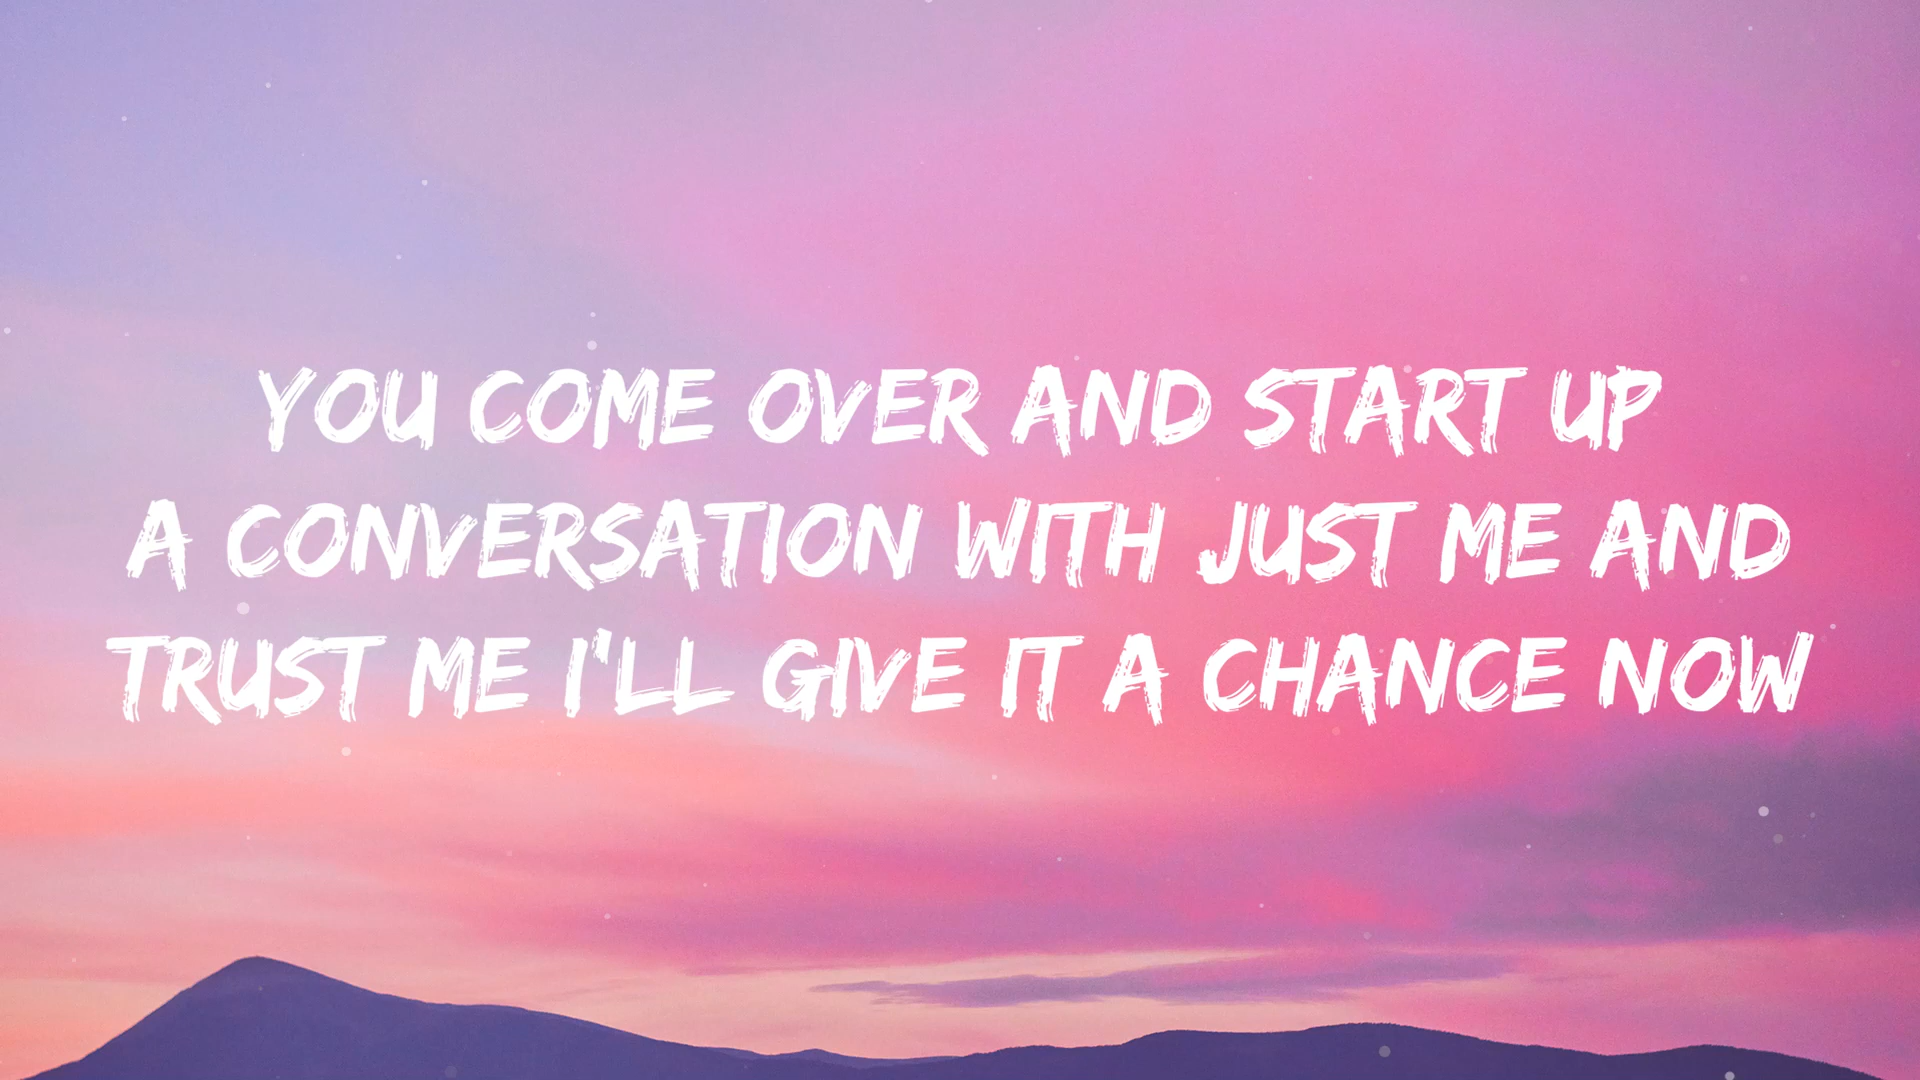 YOU COME OVER AND START UP
A CONVERSATION WITH JUST ME AND
TRUST ME I'LL GIVE IT A CHANCE NOW